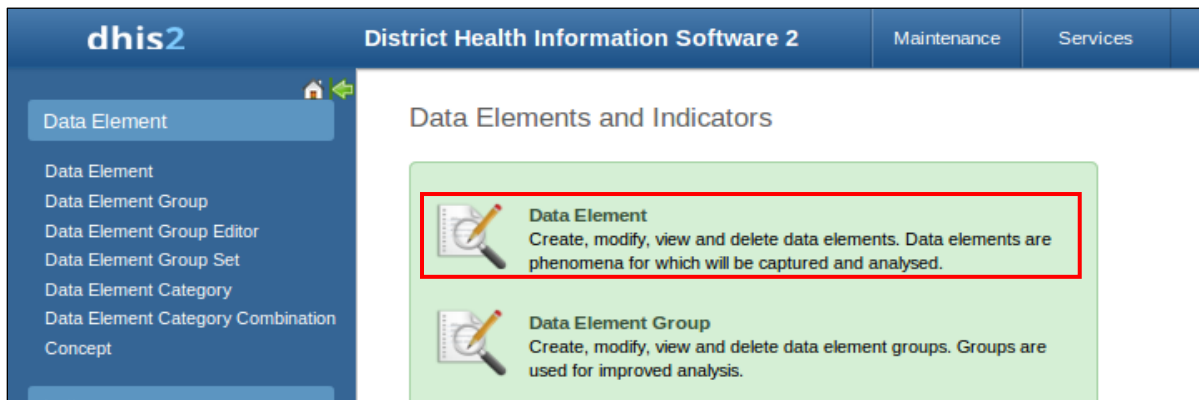 dhis2
District Health Information Software 2
Maintenance
Services
Data Element
Data Element
Data Element Group
Data Element Group Editor
Data Element Group Set
Data Element Category
Data Element Category Combination
Concept
Data Elements and Indicators
Data Element
Create, modify, view and delete data elements. Data elements are
phenomena for which will be captured and analysed.
Data Element Group
Create, modify, view and delete data element groups. Groups are
used for improved analysis.